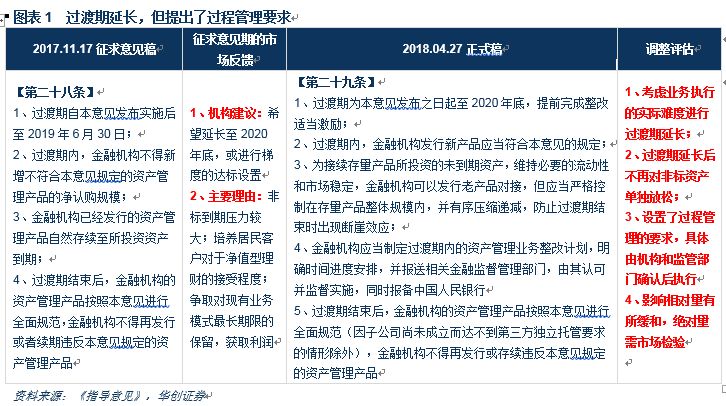 图表 1 过渡期延长，但提出了过程管理要求
2017.11.17 征求意见稿
征求意见期的市
场反馈
2018.04.27 正式稿
调整评估
【第二十八条】
1、过渡期自本意见发布实施后
至 2019 年 6 月 30 日；
2、过渡期内，金融机构不得新
增不符合本意见规定的资产管
理产品的净认购规模；
3、金融机构已经发行的资产管
理产品自然存续至所投资资产
到期；
4、过渡期结束后，金融机构的
资产管理产品按照本意见进行
全面规范，金融机构不得再发行
或者续期违反本意见规定的资
产管理产品
1、机构建议：希
望延长至 2020
年底，或进行梯
度的达标设置
2、主要理由：非
标到期压力较
大；培养居民客
户对于净值型理
财的接受程度；
争取对现有业务
模式最长期限的
保留，获取利润
【第二十九条】
1、过渡期为本意见发布之日起至 2020 年底，提前完成整改
适当激励；
2、过渡期内，金融机构发行新产品应当符合本意见的规定；
3、为接续存量产品所投资的未到期资产，维持必要的流动性
和市场稳定，金融机构可以发行老产品对接，但应当严格控
制在存量产品整体规模内，并有序压缩递减，防止过渡期结
束时出现断崖效应；
4、金融机构应当制定过渡期内的资产管理业务整改计划，明
确时间进度安排，并报送相关金融监督管理部门，由其认可
并监督实施，同时报备中国人民银行
5、过渡期结束后，金融机构的资产管理产品按照本意见进行
全面规范（因子公司尚未成立而达不到第三方独立托管要求
的情形除外），金融机构不得再发行或存续违反本意见规定
的资产管理产品
1、考虑业务执行
的实际难度进行
过渡期延长；
2、过渡期延长后
不再对非标资产
单独放松；
3、设置了过程管
理的要求，具体
由机构和监管部
门确认后执行
4、影响相对量有
所缓和，绝对量
需市场检验
资料来源：《指导意见》，华创证券